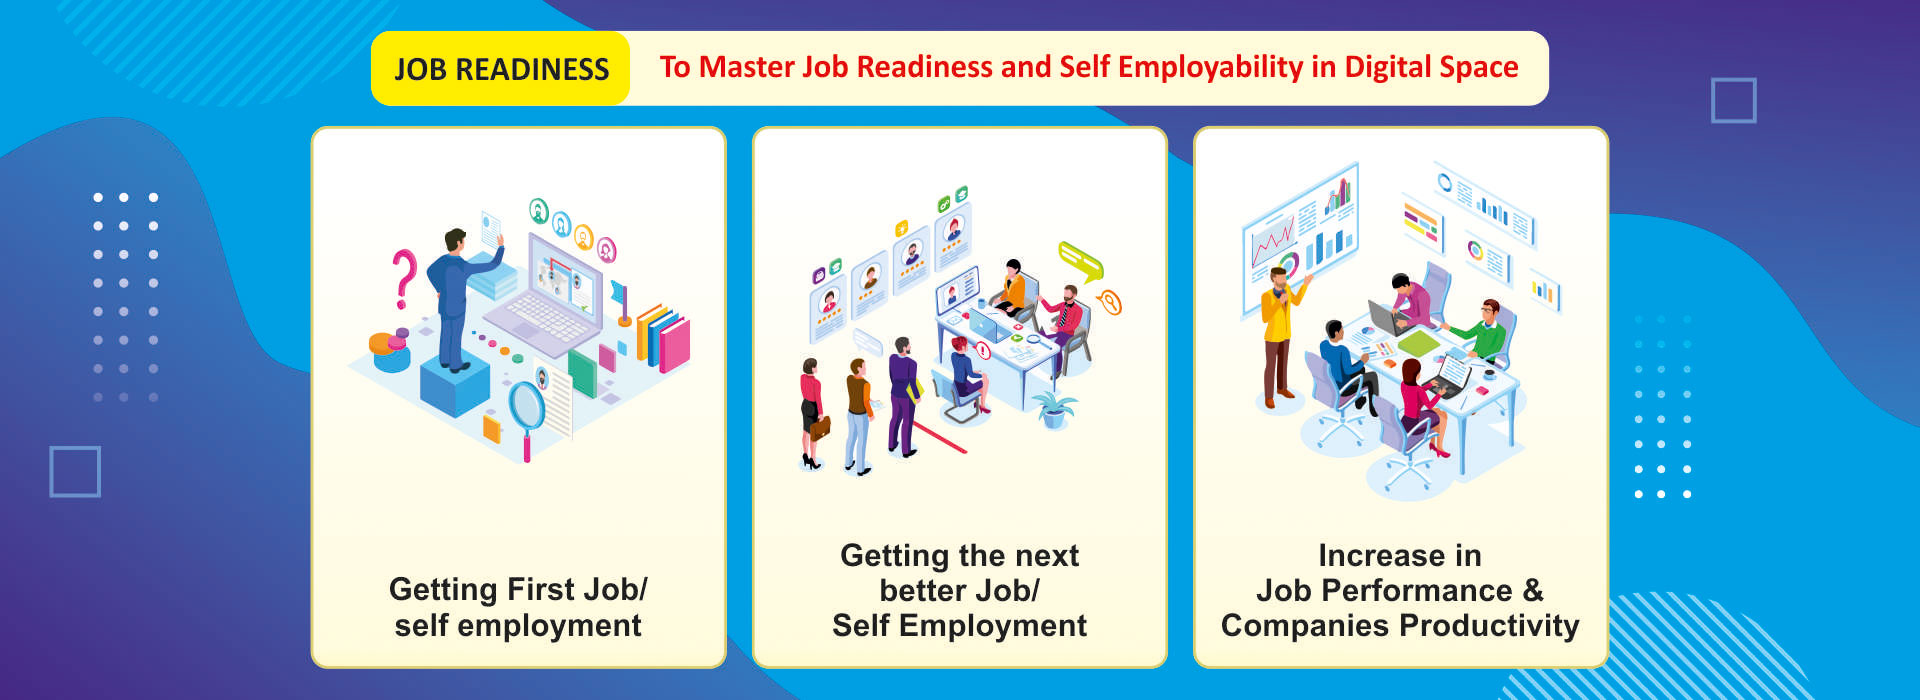 JOB READINESS
To Master Job Readiness and Self Employability in Digital Space
Getting First Job/
self employment
Getting the next
better Job/
Self Employment
Increase in
Job Performance &
Companies Productivity